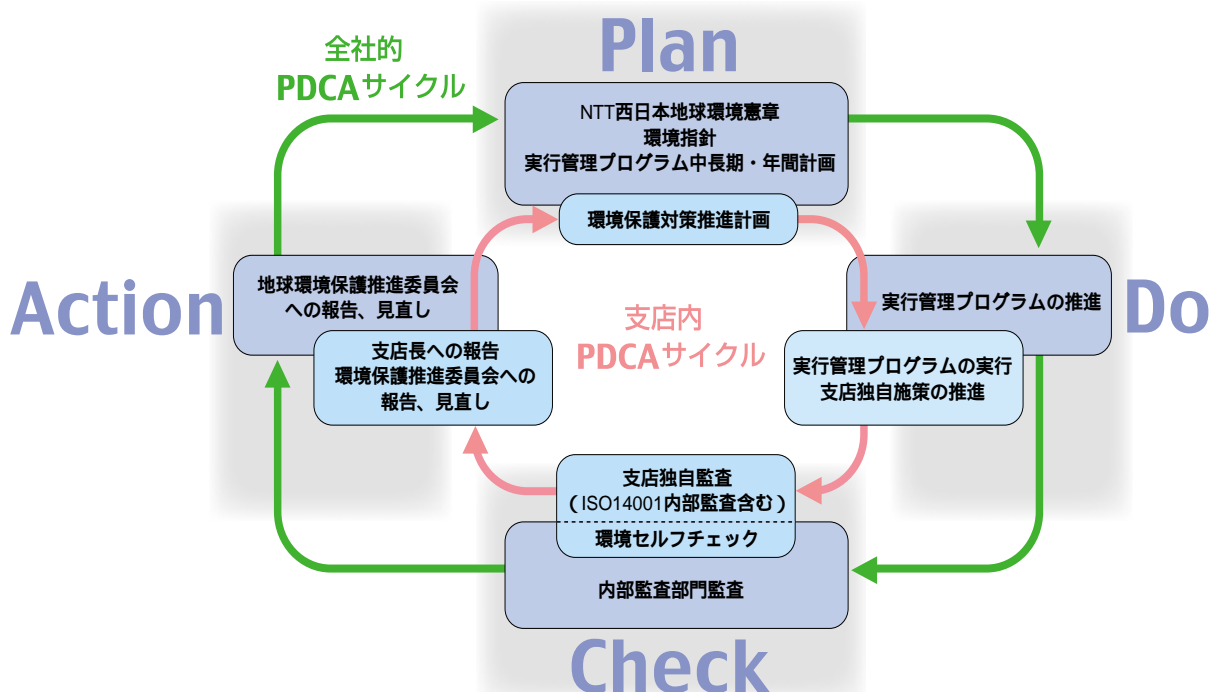 Plan
全社的
PDCAサイクル
NTT西日本地球環境憲章
環境指針
実行管理プログラム中長期・年間計画
環境保護対策推進計画
Action
地球環境保護推進委員会
への報告、見直し
支店長への報告
環境保護推進委員会への
報告、見直し
支店内
PDCAサイクル
Do
実行管理プログラムの推進
実行管理プログラムの実行
支店独自施策の推進
支店独自監査
（ISO14001内部監査含む）
環境セルフチェック
内部監査部門監査
Check